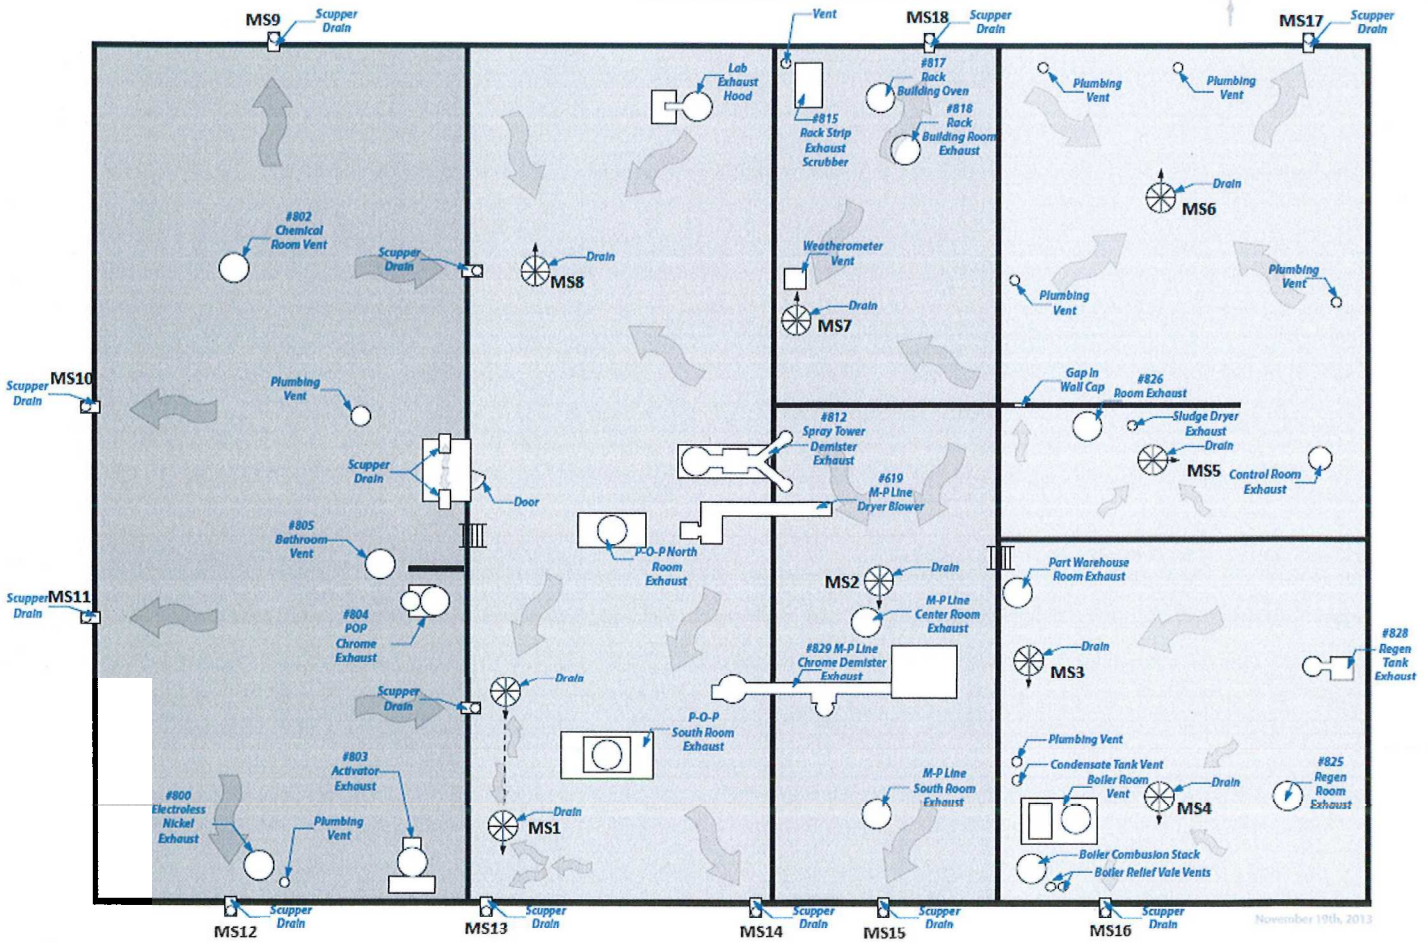 MS9
Scupper
Drain
MS18
Scupper
Drain
MS17
Scupper
Drain
Vent
Lab
Exhaust
Hood
#817
Rack
Building Oven
#818
Rack
Building Room
Exhaust
#815
Rack Strip
Exhaust
Scrubber
Plumbing
Vent
Plumbing
Vent
Drain
MS6
#802
Chemical
Room Vent
Scupper
Drain
Drain
MS8
Weatherometer
Vent
Drain
MS7
Plumbing
Vent
Plumbing
Vent
Scupper
Drain
MS10
Plumbing
Vent
Gap In
Wall Cap
#826
Room Exhaust
Sludge Dryer
Exhaust
Drain
MS5
Control Room
Exhaust
#812
Spray Tower
Demister
Exhaust
#619
M-P Line
Dryer Blower
Scupper
Drain
Door
#805
Bathroom
Vent
P-O-P North
Room
Exhaust
MS2
Drain
M-P Line
Center Room
Exhaust
Part Warehouse
Room Exhaust
Scupper
Drain
MS11
#804
POP
Chrome
Exhaust
#829 M-P Line
Chrome Demister
Exhaust
Drain
MS3
#828
Regen
Tank
Exhaust
Scupper
Drain
Drain
P-O-P
South Room
Exhaust
#803
Activator
Exhaust
#800
Electroless
Nickel
Exhaust
Plumbing
Vent
Drain
MS1
M-P Line
South Room
Exhaust
Plumbing Vent
Condensate Tank Vent
Boiler Room
Vent
Drain
MS4
#825
Regen
Room
Exhaust
Boiler Combusion Stack
Boiler Relief Vale Vents
MS12
Scupper
Drain
MS13
Scupper
Drain
MS14
Scupper
Drain
MS15
Scupper
Drain
MS16
Scupper
Drain
November 19th, 2013